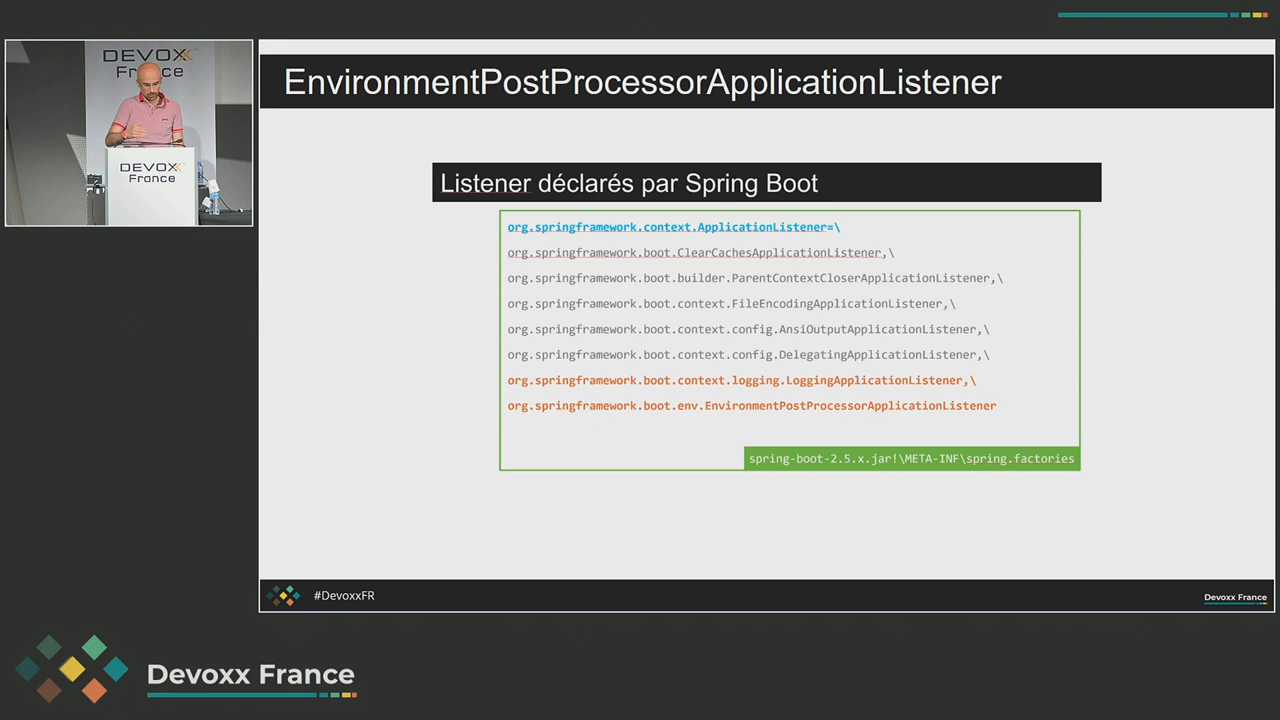 DEVOXX
France
DEVOXX
France
EnvironmentPostProcessorApplicationListener
Listener déclarés par Spring Boot
org.springframework.context.ApplicationListener=\
org.springframework.boot.ClearCachesApplicationListener,\
org.springframework.boot.builder.ParentContextCloserApplicationListener,\
org.springframework.boot.context.FileEncodingApplicationListener,\
org.springframework.boot.context.config.AnsiOutputApplicationListener,\
org.springframework.boot.context.config.DelegatingApplicationListener,\
org.springframework.boot.context.logging.LoggingApplicationListener,\
org.springframework.boot.env.EnvironmentPostProcessorApplicationListener
spring-boot-2.5.x.jar!\META-INF\spring.factories
#DevoxxFR
Devoxx France
Devoxx France